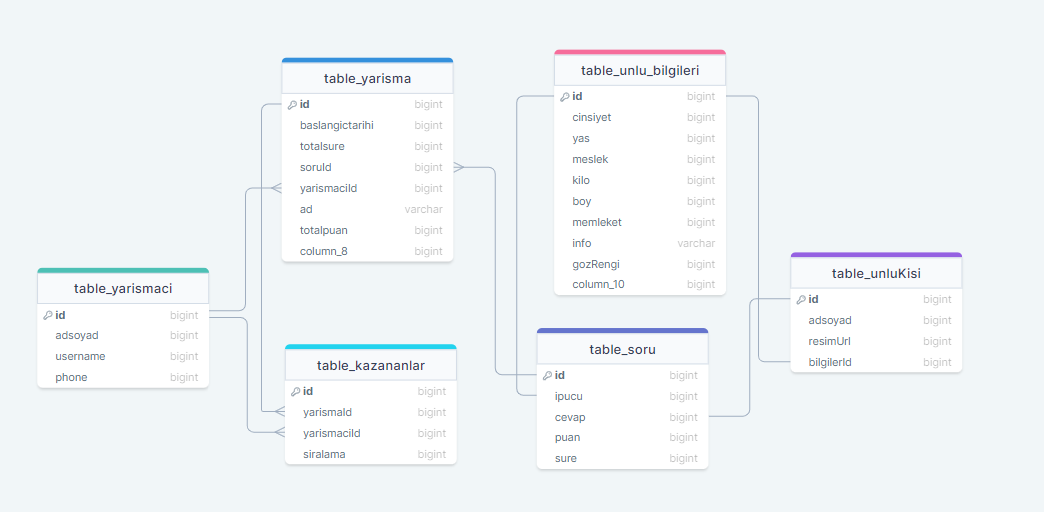 table_yarisma
id bigint
baslangictarihi bigint
totalsure bigint
soruId bigint
yarismaciId bigint
ad varchar
totalpuan bigint
column_8 bigint
table_unlu_bilgileri
id bigint
cinsiyet bigint
yas bigint
meslek bigint
kilo bigint
boy bigint
memleket bigint
info varchar
gozRengi bigint
column_10 bigint
table_yarismaci
id bigint
adsoyad bigint
username bigint
phone bigint
table_kazananlar
id bigint
yarismaId bigint
yarismaciId bigint
siralama bigint
table_soru
id bigint
ipucu bigint
cevap bigint
puan bigint
sure bigint
table_unluKisi
id bigint
adsoyad bigint
resimUrl bigint
bilgilerId bigint